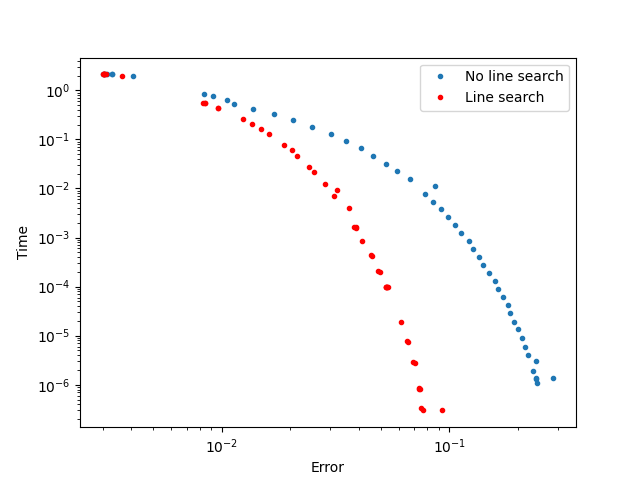 No line search
Line search
10⁰
10⁻¹
10⁻²
10⁻³
10⁻⁴
10⁻⁵
10⁻⁶
Time
10⁻²
10⁻¹
Error